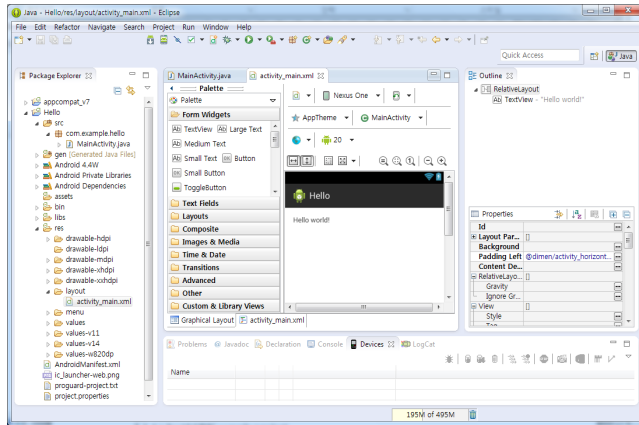 Java - Hello/res/layout/activity_main.xml - Eclipse
File Edit Refactor Navigate Search Project Run Window Help
Quick Access
Java
Package Explorer
appcompat_v7
Hello
src
com.example.hello
MainActivity.java
gen [Generated Java Files]
Android 4.4W
Android Private Libraries
Android Dependencies
assets
bin
libs
res
drawable-hdpi
drawable-ldpi
drawable-mdpi
drawable-xhdpi
drawable-xxhdpi
layout
activity_main.xml
menu
values
values-v11
values-v14
values-w820dp
AndroidManifest.xml
ic_launcher-web.png
proguard-project.txt
project.properties
MainActivity.java
activity_main.xml
Palette
Palette
Form Widgets
Ab TextView Ab Large Text
Ab Medium Text
Ab Small Text OK Button
OK Small Button
ToggleButton
Text Fields
Layouts
Composite
Images & Media
Time & Date
Transitions
Advanced
Other
Custom & Library Views
Nexus One
AppTheme
MainActivity
20
Hello
Hello world!
Graphical Layout
activity_main.xml
Outline
RelativeLayout
Ab TextView - "Hello world!"
Properties
Id
Layout Par... []
Background
Padding Left @dimen/activity_horizont...
Content De...
RelativeLayo... []
Gravity
Ignore Gr...
View []
Style
Tag
Problems @ Javadoc Declaration Console Devices LogCat
Name
195M of 495M